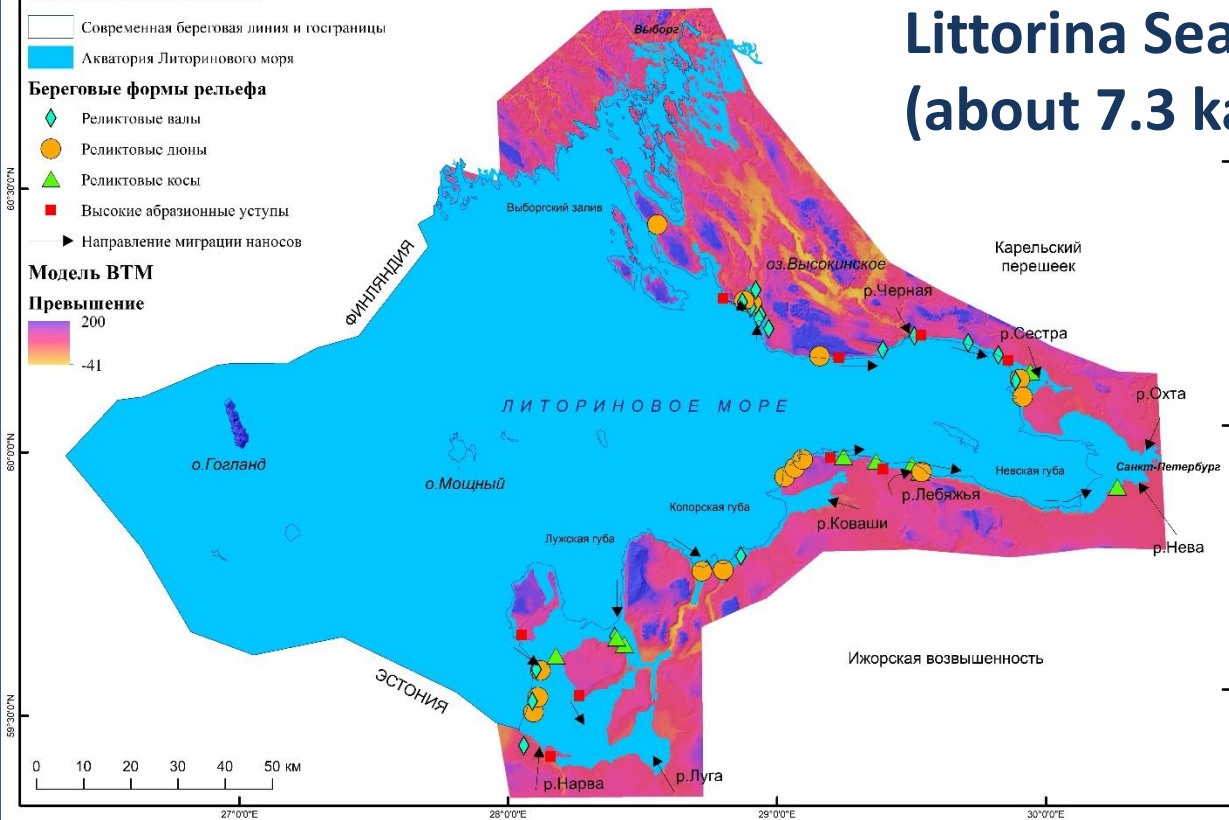 Littorina Sea
(about 7.3 ka
Современная береговая линия и госграницы
Акватория Литоринового моря
Береговые формы рельефа
Реликтовые валы
Реликтовые дюны
Реликтовые косы
Высокие абразионные уступы
Направление миграции наносов
Модель ВТМ
Превышение
200
-41
Выборг
Выборгский залив
ФИНЛЯНДИЯ
Карельский
перешеек
оз.Высокинское
р.Черная
р.Сестра
р.Охта
ЛИТОРИНОВОЕ МОРЕ
о.Гогланд
о.Мощный
Невская губа
Санкт-Петербург
р.Лебяжья
Копорская губа
р.Коваши
Лужская губа
р.Нева
Ижорская возвышенность
ЭСТОНИЯ
р.Нарва
р.Луга
0 10 20 30 40 50 км
60°30'0"N
60°0'0"N
59°30'0"N
27°0'0"E 28°0'0"E 29°0'0"E 30°0'0"E